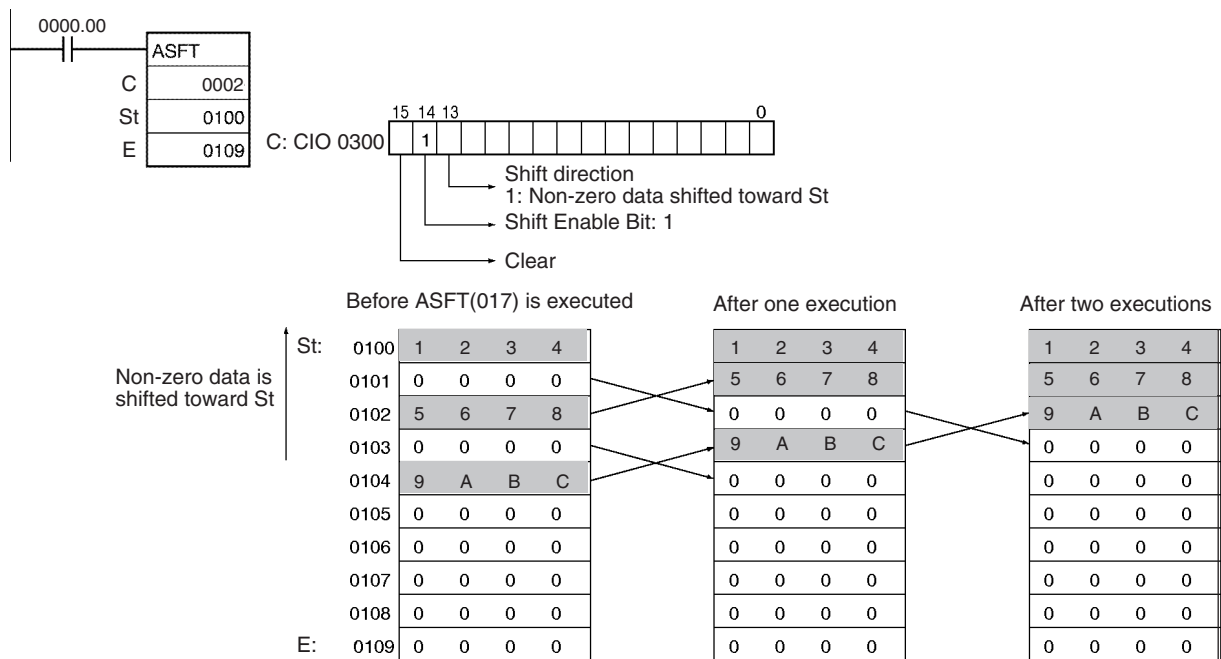 0000.00
ASFT
C 0002
St 0100
E 0109
15 14 13 0
C: CIO 0300 1
Shift direction
1: Non-zero data shifted toward St
Shift Enable Bit: 1
Clear
Before ASFT(017) is executed After one execution After two executions
St: 0100 1 2 3 4 1 2 3 4 1 2 3 4
Non-zero data is
shifted toward St
0101 0 0 0 0 5 6 7 8 5 6 7 8
0102 5 6 7 8 0 0 0 0 9 A B C
0103 0 0 0 0 9 A B C 0 0 0 0
0104 9 A B C 0 0 0 0 0 0 0 0
0105 0 0 0 0 0 0 0 0 0 0 0 0
0106 0 0 0 0 0 0 0 0 0 0 0 0
0107 0 0 0 0 0 0 0 0 0 0 0 0
0108 0 0 0 0 0 0 0 0 0 0 0 0
E: 0109 0 0 0 0 0 0 0 0 0 0 0 0